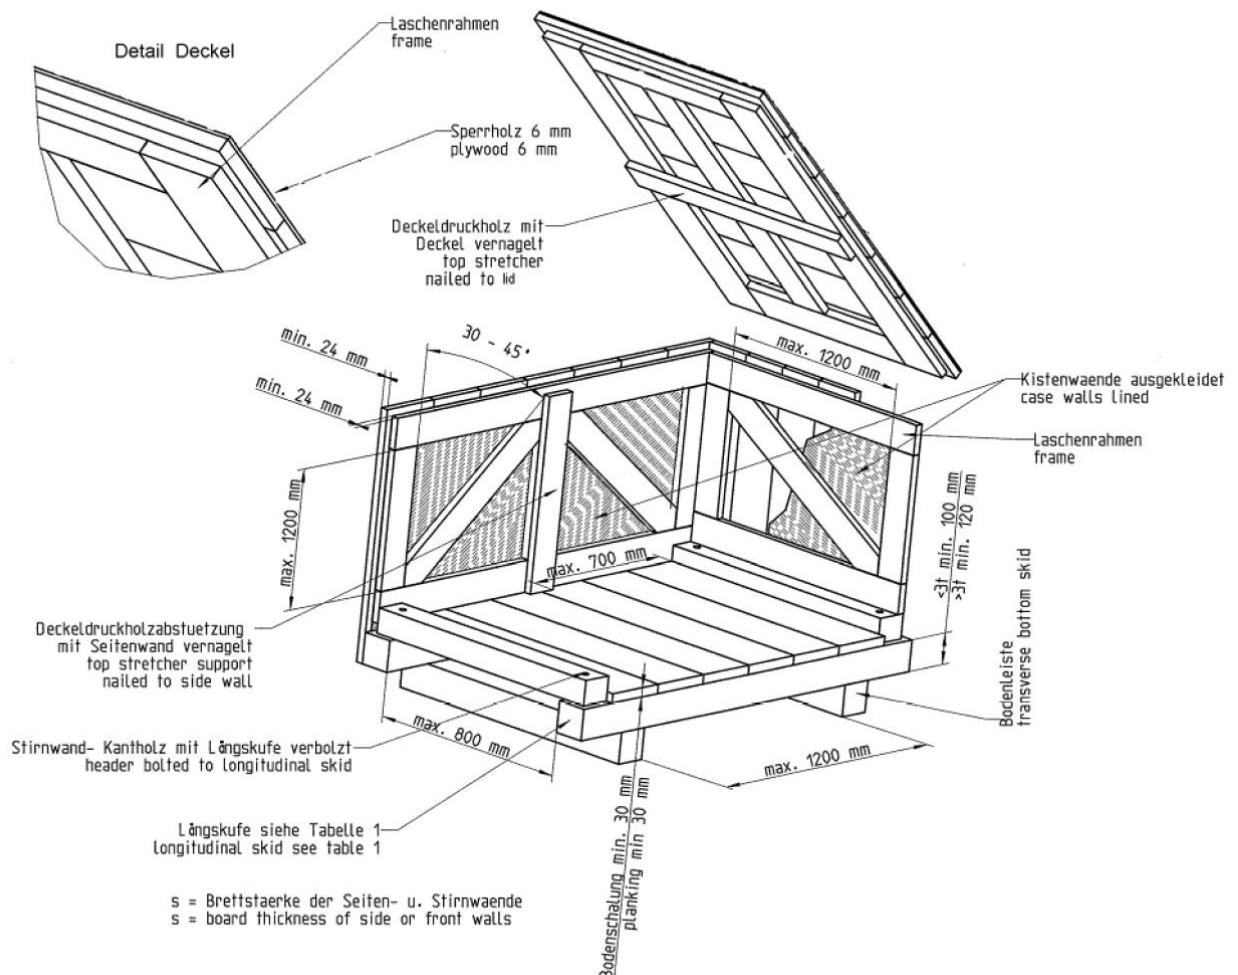 Detail Deckel
Laschenrahmen
frame
Sperrholz 6 mm
plywood 6 mm
Deckeldruckholz mit
Deckel vernagelt
top stretcher
nailed to lid
min. 24 mm
min. 24 mm
30 - 45°
max. 1200 mm
Kistenwaende ausgekleidet
case walls lined
Laschenrahmen
frame
max. 1200 mm
max. 700 mm
<3t min. 100 mm
>3t min. 120 mm
Deckeldruckholzabstuetzung
mit Seitenwand vernagelt
top stretcher support
nailed to side wall
Bodenleiste
transverse bottom skid
Stirnwand- Kantholz mit Längskufe verbolzt
header bolted to longitudinal skid
max. 800 mm
max. 1200 mm
Längskufe siehe Tabelle 1
longitudinal skid see table 1
Bodenschalung min. 30 mm
planking min 30 mm
s = Brettstaerke der Seiten- u. Stirnwaende
s = board thickness of side or front walls